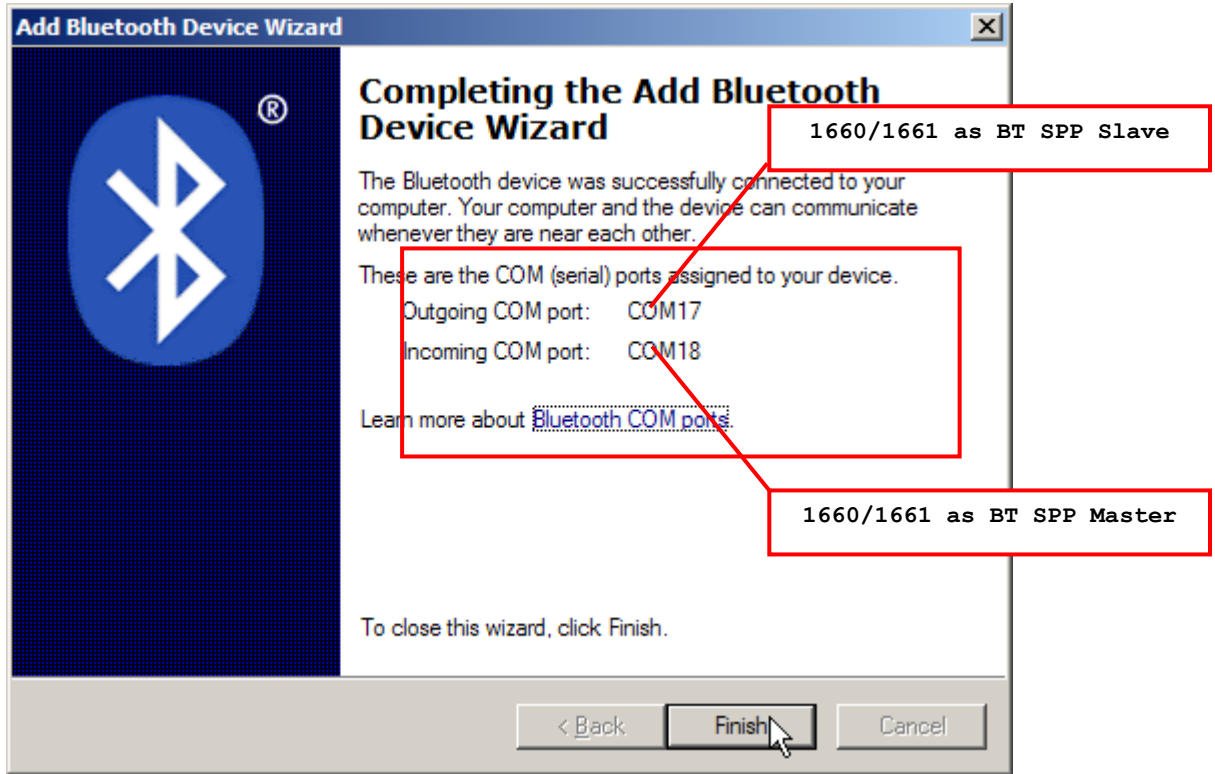 Add Bluetooth Device Wizard
®
Completing the Add Bluetooth
Device Wizard
1660/1661 as BT SPP Slave
The Bluetooth device was successfully connected to your
computer. Your computer and the device can communicate
whenever they are near each other.
These are the COM (serial) ports assigned to your device.
Outgoing COM port: COM17
Incoming COM port: COM18
Learn more about Bluetooth COM ports.
1660/1661 as BT SPP Master
To close this wizard, click Finish.
< Back Finish Cancel